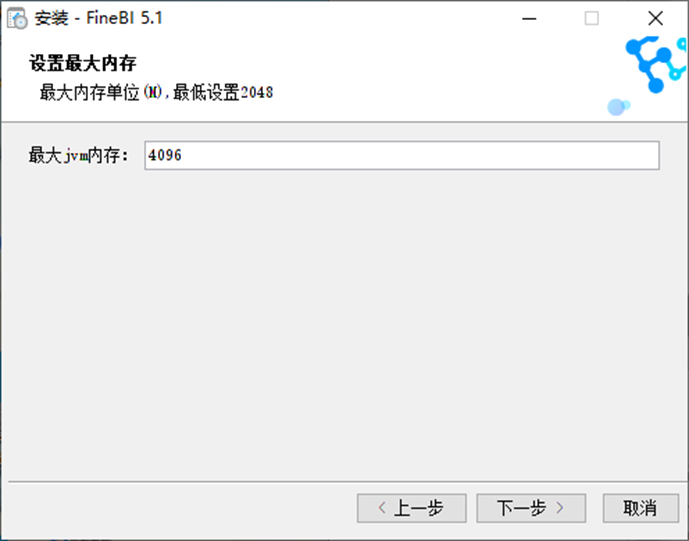 安装 - FineBI 5.1
设置最大内存
最大内存单位(M),最低设置2048
最大jvm内存: 4096
< 上一步
下一步 >
取消